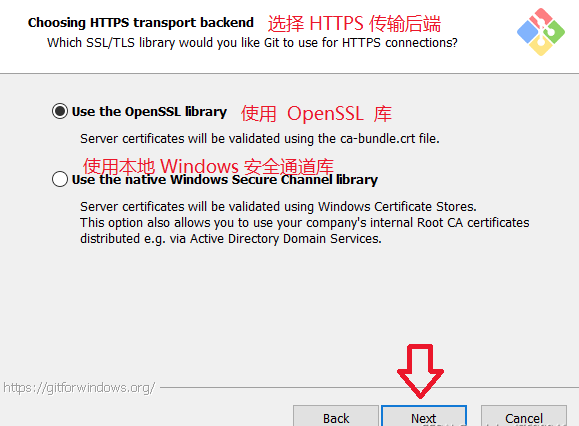 Choosing HTTPS transport backend 选择 HTTPS 传输后端
Which SSL/TLS library would you like Git to use for HTTPS connections?
Use the OpenSSL library 使用 OpenSSL 库
Server certificates will be validated using the ca-bundle.crt file.
使用本地 Windows 安全通道库
Use the native Windows Secure Channel library
Server certificates will be validated using Windows Certificate Stores.
This option also allows you to use your company's internal Root CA certificates
distributed e.g. via Active Directory Domain Services.
https://gitforwindows.org/
Back Next Cancel